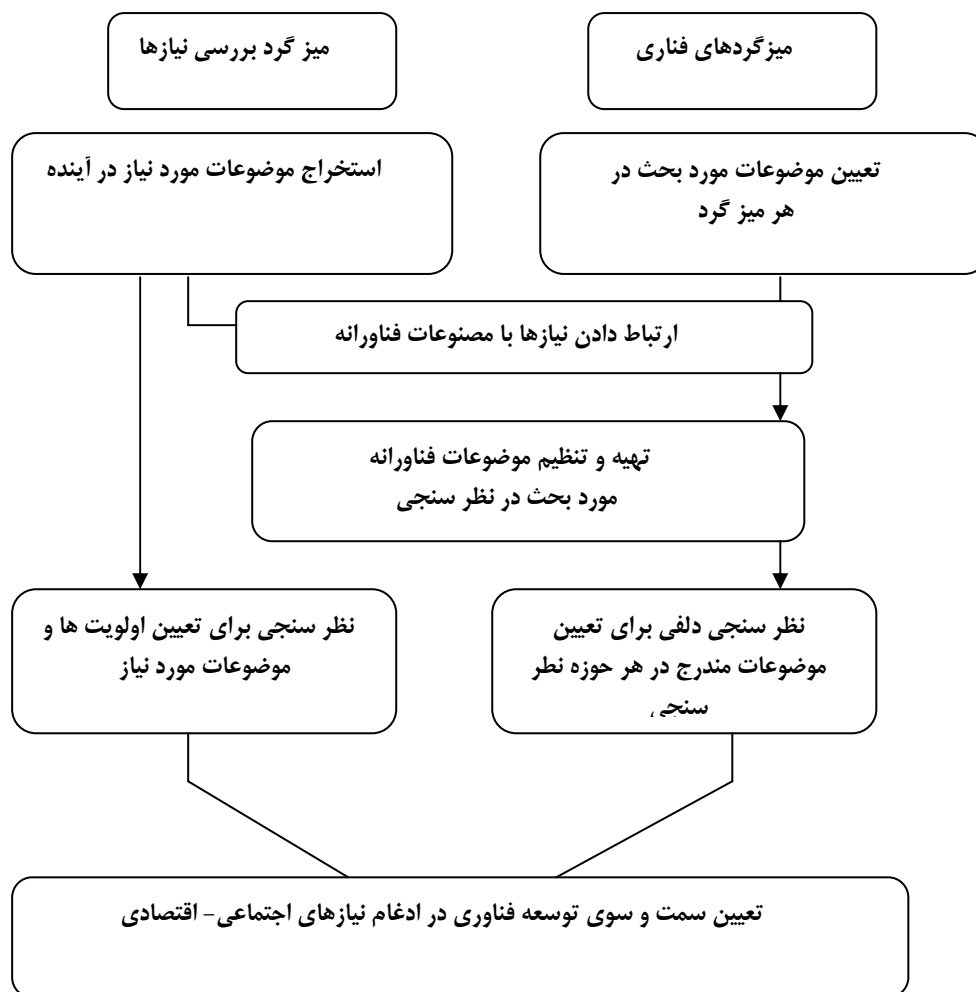 میزگردهای فناری
میز گرد بررسی نیازها
تعیین موضوعات مورد بحث در
هر میز گرد
استخراج موضوعات مورد نیاز در آینده
ارتباط دادن نیازها با مصنوعات فناورانه
تهیه و تنظیم موضوعات فناورانه
مورد بحث در نظر سنجی
نظر سنجی دلفی برای تعیین
موضوعات مندرج در هر حوزه نطر
سنجی
نظر سنجی برای تعیین اولویت ها و
موضوعات مورد نیاز
تعیین سمت و سوی توسعه فناوری در ادغام نیازهای اجتماعی- اقتصادی